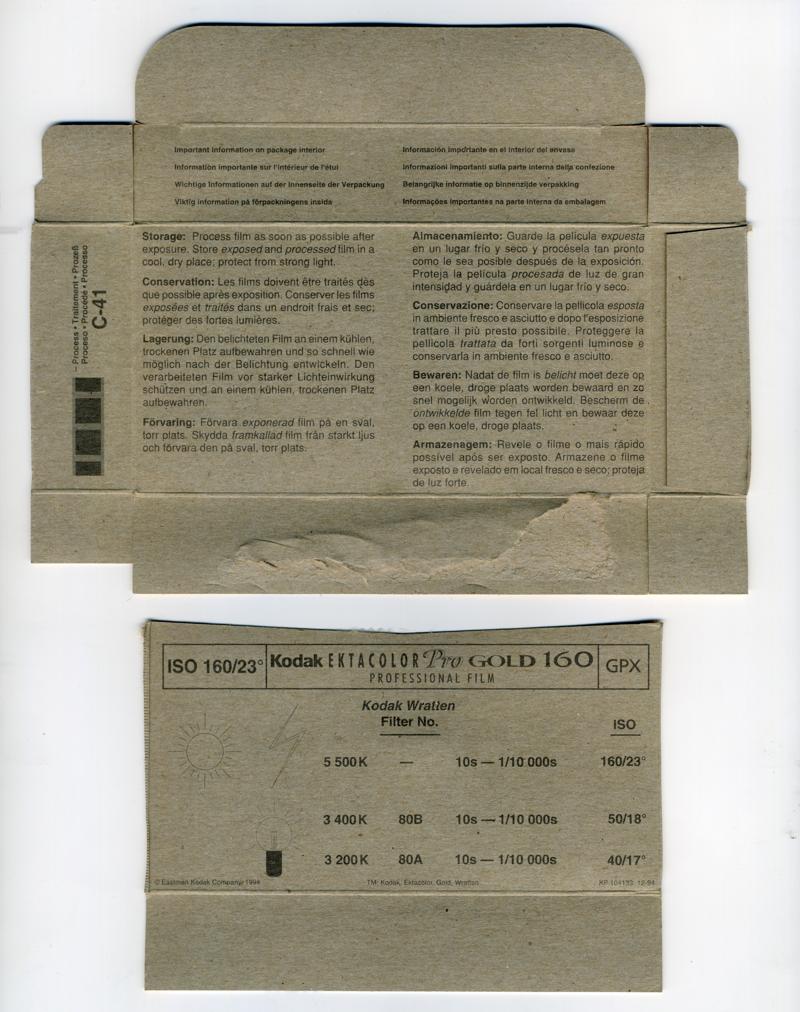 Important information on package interior
Information importante sur l'intérieur de l'étui
Wichtige Informationen auf der Innenseite der Verpackung
Viktig information på förpackningens insida
Información importante en el interior del envase
Informazioni importanti sulla parte interna della confezione
Belangrijke informatie op binnenzijde verpakking
Informações importantes na parte interna da embalagem
– Process • Traitement • Prozeß
Proceso • Procédé • Processo
C-41
Storage: Process film as soon as possible after
exposure. Store exposed and processed film in a
cool, dry place; protect from strong light.
Conservation: Les films doivent être traités dès
que possible après exposition. Conserver les films
exposées et traités dans un endroit frais et sec;
protéger des fortes lumières.
Lagerung: Den belichteten Film an einem kühlen,
trockenen Platz aufbewahren und so schnell wie
möglich nach der Belichtung entwickeln. Den
verarbeiteten Film vor starker Lichteinwirkung
schützen und an einem kühlen, trockenen Platz
aufbewahren.
Förvaring: Förvara exponerad film på en sval,
torr plats. Skydda framkallad film från starkt ljus
och förvara den på sval, torr plats.
Almacenamiento: Guarde la película expuesta
en un lugar frío y seco y procésela tan pronto
como le sea posible después de la exposición.
Proteja la película procesada de luz de gran
intensidad y guárdela en un lugar frío y seco.
Conservazione: Conservare la pellicola esposta
in ambiente fresco e asciutto e dopo l'esposizione
trattare il più presto possibile. Proteggere la
pellicola trattata da forti sorgenti luminose e
conservarla in ambiente fresco e asciutto.
Bewaren: Nadat de film is belicht moet deze op
een koele, droge plaats worden bewaard en zo
snel mogelijk worden ontwikkeld. Bescherm de
ontwikkelde film tegen fel licht en bewaar deze
op een koele, droge plaats.
Armazenagem: Revele o filme o mais rápido
possível após ser exposto. Armazene o filme
exposto e revelado em local fresco e seco; proteja
de luz forte.
ISO 160/23° Kodak EKTACOLOR Pro GOLD 160 GPX
PROFESSIONAL FILM
Kodak Wratten
Filter No. ISO
5 500 K — 10s — 1/10 000s 160/23°
3 400 K 80B 10s — 1/10 000s 50/18°
3 200 K 80A 10s — 1/10 000s 40/17°
© Eastman Kodak Company, 1994 TM: Kodak, Ektacolor, Gold, Wratten KP 104133 12-94